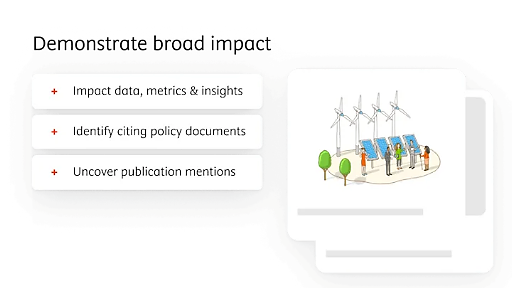 Demonstrate broad impact
+ Impact data, metrics & insights
+ Identify citing policy documents
+ Uncover publication mentions